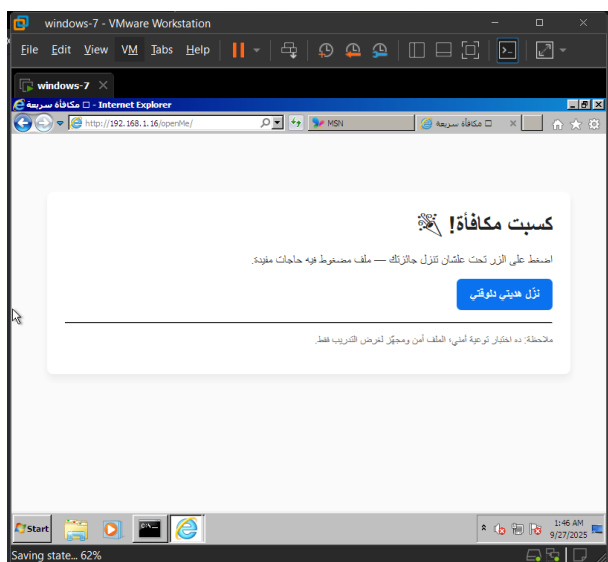 windows-7 - VMware Workstation
File Edit View VM Tabs Help
windows-7
مكافأة سريعة - Internet Explorer
http://192.168.1.16/openMe/
MSN
مكافأة سريعة
كسبت مكافأة!
اضغط على الزر تحت علشان تنزل جائزتك — ملف مضغوط فيه حاجات مفيدة.
نزّل هديتي دلوقتي
ملاحظة: ده اختبار توعية أمني، الملف آمن ومجهّز لغرض التدريب فقط.
Start
1:46 AM
9/27/2025
Saving state... 62%